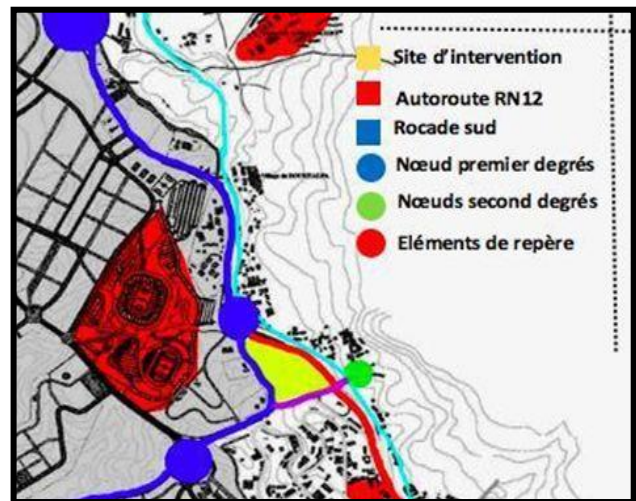 Site d'intervention
Autoroute RN12
Rocade sud
Nœud premier degrés
Nœuds second degrés
Eléments de repère